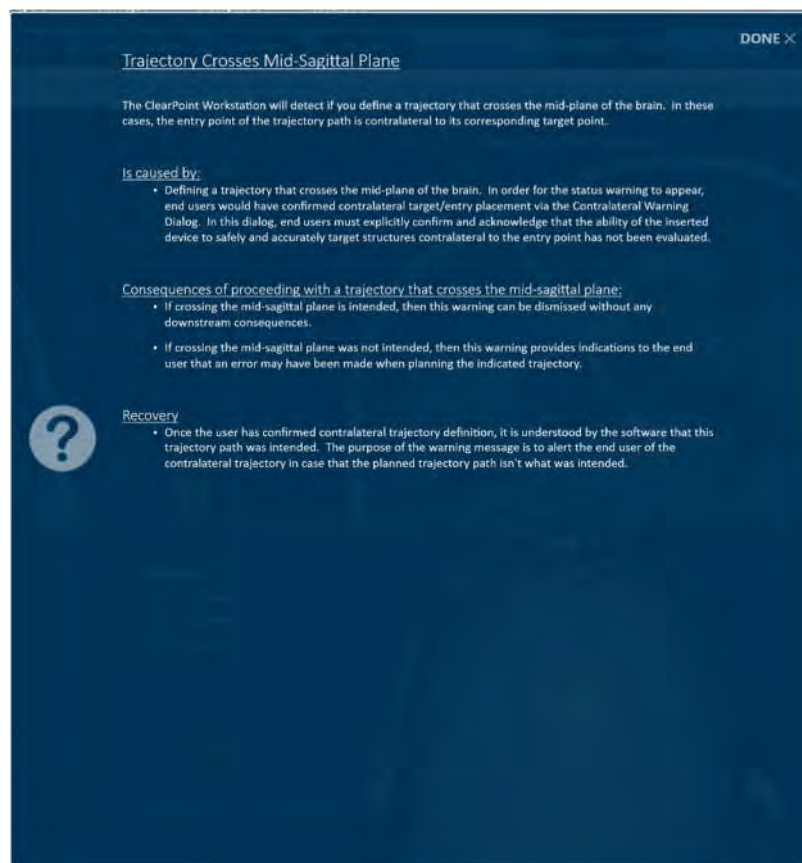 DONE ×
Trajectory Crosses Mid-Sagittal Plane
The ClearPoint Workstation will detect if you define a trajectory that crosses the mid-plane of the brain. In these
cases, the entry point of the trajectory path is contralateral to its corresponding target point.
Is caused by:
• Defining a trajectory that crosses the mid-plane of the brain. In order for the status warning to appear,
end users would have confirmed contralateral target/entry placement via the Contralateral Warning
Dialog. In this dialog, end users must explicitly confirm and acknowledge that the ability of the inserted
device to safely and accurately target structures contralateral to the entry point has not been evaluated.
Consequences of proceeding with a trajectory that crosses the mid-sagittal plane:
• If crossing the mid-sagittal plane is intended, then this warning can be dismissed without any
downstream consequences.
• If crossing the mid-sagittal plane was not intended, then this warning provides indications to the end
user that an error may have been made when planning the indicated trajectory.
Recovery
• Once the user has confirmed contralateral trajectory definition, it is understood by the software that this
trajectory path was intended. The purpose of the warning message is to alert the end user of the
contralateral trajectory in case that the planned trajectory path isn't what was intended.
?